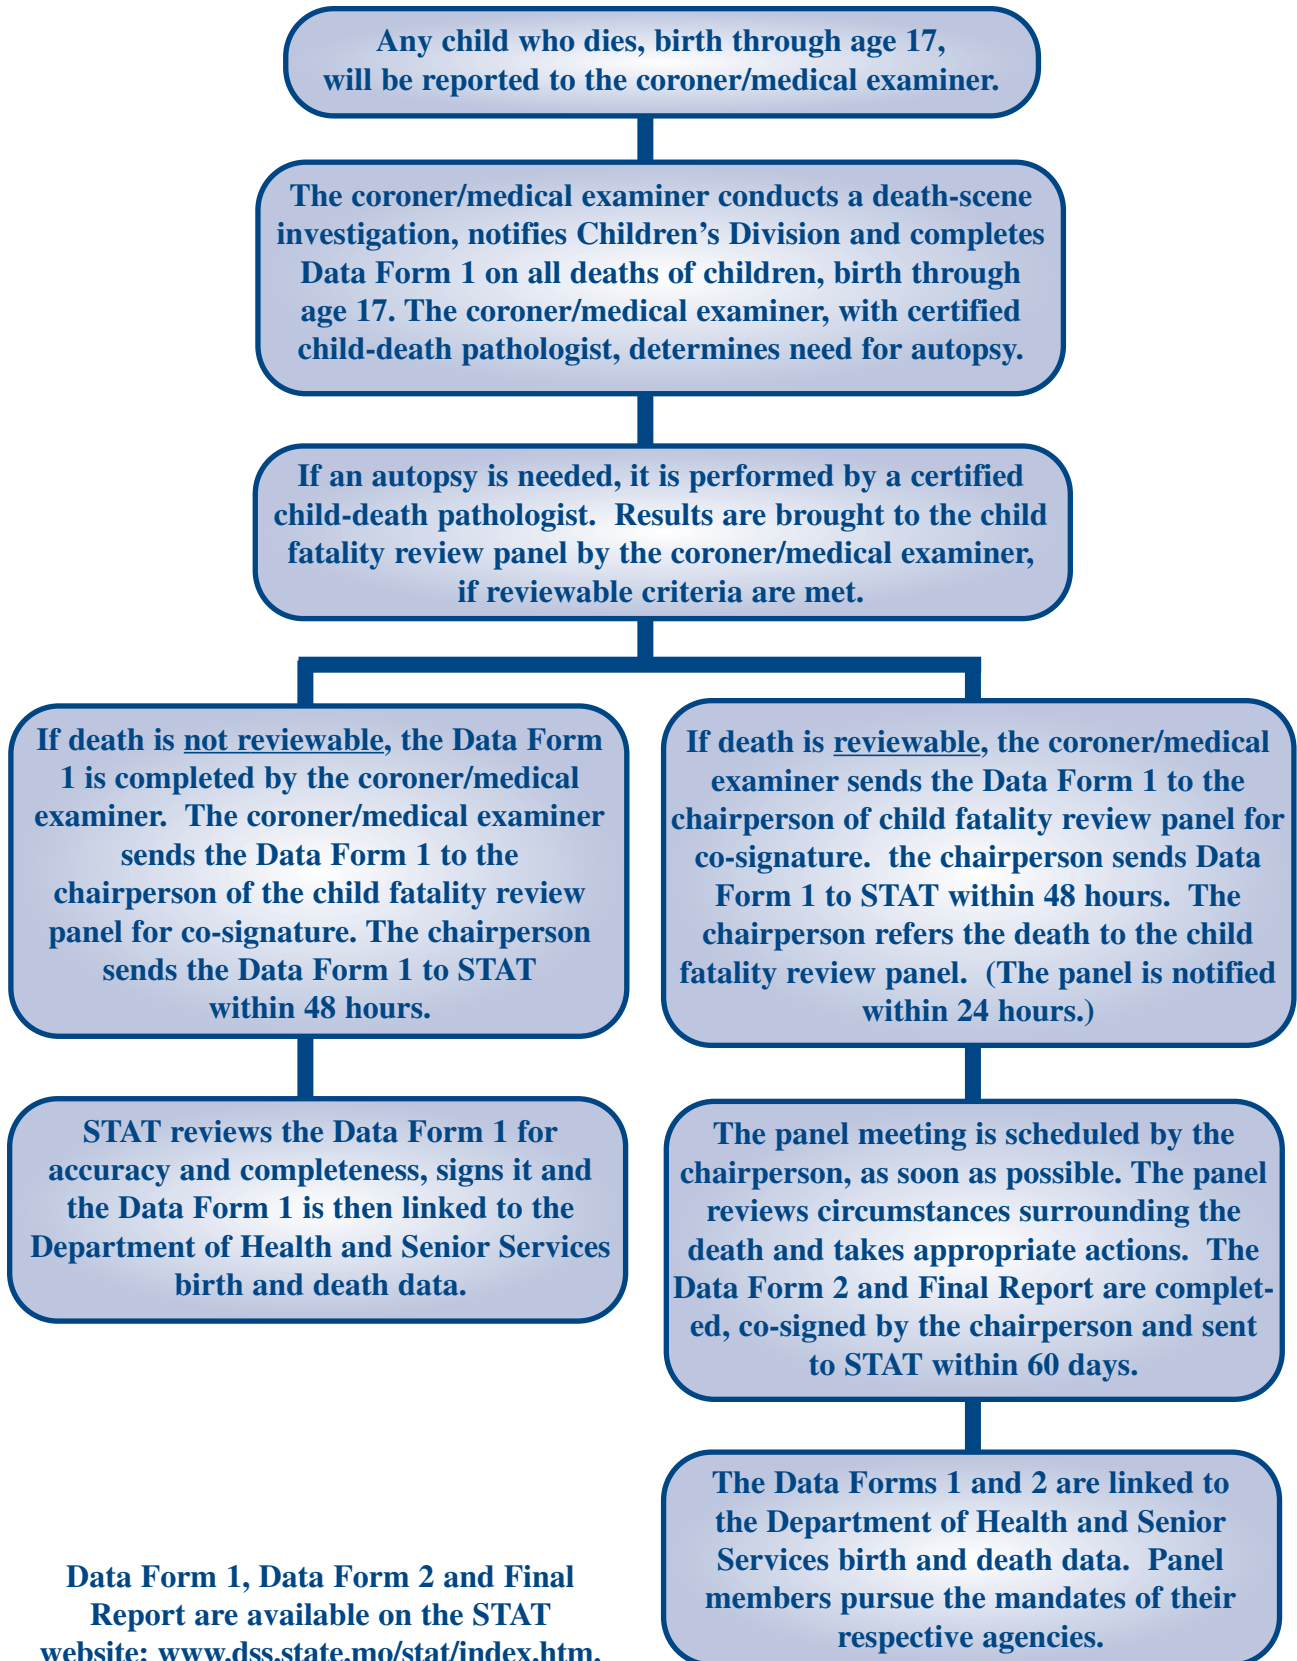 Any child who dies, birth through age 17,
will be reported to the coroner/medical examiner.
The coroner/medical examiner conducts a death-scene
investigation, notifies Children’s Division and completes
Data Form 1 on all deaths of children, birth through
age 17. The coroner/medical examiner, with certified
child-death pathologist, determines need for autopsy.
If an autopsy is needed, it is performed by a certified
child-death pathologist.  Results are brought to the child
fatality review panel by the coroner/medical examiner,
if reviewable criteria are met.
If death is not reviewable, the Data Form
1 is completed by the coroner/medical
examiner.  The coroner/medical examiner
sends the Data Form 1 to the
chairperson of the child fatality review
panel for co-signature. The chairperson
sends the Data Form 1 to STAT
within 48 hours.
STAT reviews the Data Form 1 for
accuracy and completeness, signs it and
the Data Form 1 is then linked to the
Department of Health and Senior Services
birth and death data.
If death is reviewable, the coroner/medical
examiner sends the Data Form 1 to the
chairperson of child fatality review panel for
co-signature.  the chairperson sends Data
Form 1 to STAT within 48 hours.  The
chairperson refers the death to the child
fatality review panel.  (The panel is notified
within 24 hours.)
The panel meeting is scheduled by the
chairperson, as soon as possible. The panel
reviews circumstances surrounding the
death and takes appropriate actions.  The
Data Form 2 and Final Report are complet-
ed, co-signed by the chairperson and sent
to STAT within 60 days.
The Data Forms 1 and 2 are linked to
the Department of Health and Senior
Services birth and death data.  Panel
members pursue the mandates of their
respective agencies.
Data Form 1, Data Form 2 and Final
Report are available on the STAT
website: www.dss.state.mo/stat/index.htm.